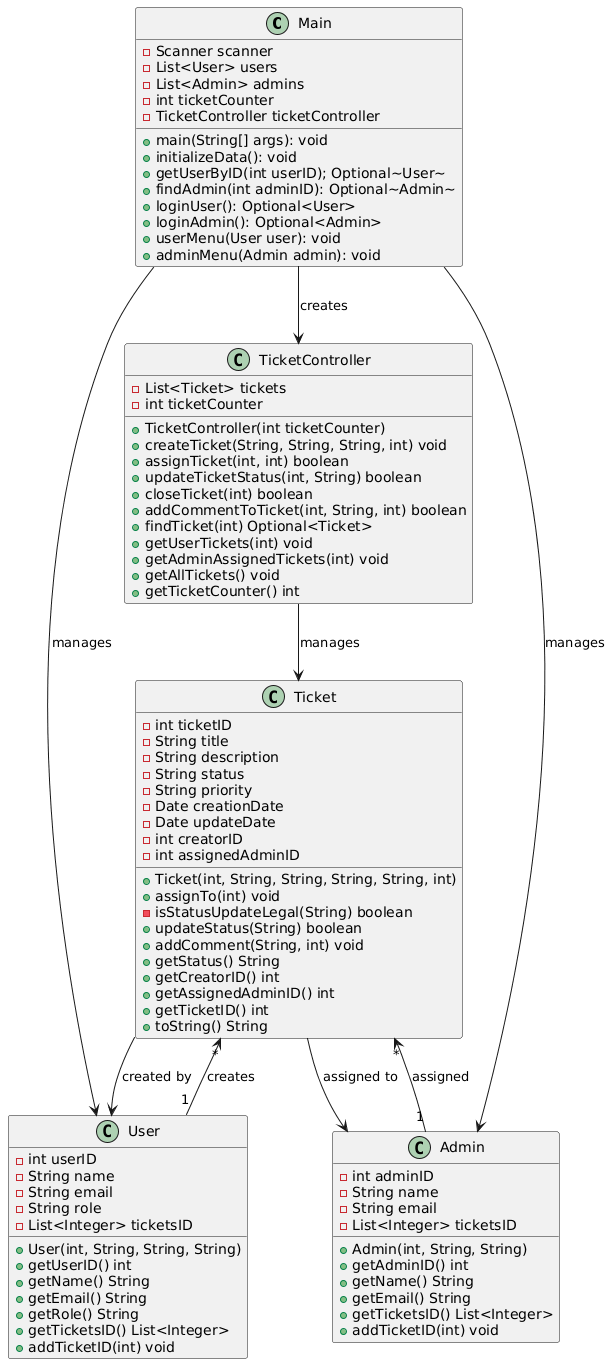 C Main
Scanner scanner
List<User> users
List<Admin> admins
int ticketCounter
TicketController ticketController
main(String[] args): void
initializeData(): void
getUserByID(int userID); Optional~User~
findAdmin(int adminID): Optional~Admin~
loginUser(): Optional<User>
loginAdmin(): Optional<Admin>
userMenu(User user): void
adminMenu(Admin admin): void
creates
C TicketController
List<Ticket> tickets
int ticketCounter
TicketController(int ticketCounter)
createTicket(String, String, String, int) void
assignTicket(int, int) boolean
updateTicketStatus(int, String) boolean
closeTicket(int) boolean
addCommentToTicket(int, String, int) boolean
findTicket(int) Optional<Ticket>
getUserTickets(int) void
getAdminAssignedTickets(int) void
getAllTickets() void
getTicketCounter() int
manages
manages
manages
C Ticket
int ticketID
String title
String description
String status
String priority
Date creationDate
Date updateDate
int creatorID
int assignedAdminID
Ticket(int, String, String, String, String, int)
assignTo(int) void
isStatusUpdateLegal(String) boolean
updateStatus(String) boolean
addComment(String, int) void
getStatus() String
getCreatorID() int
getAssignedAdminID() int
getTicketID() int
toString() String
*
*
created by
creates
assigned to
assigned
1
1
C User
int userID
String name
String email
String role
List<Integer> ticketsID
User(int, String, String, String)
getUserID() int
getName() String
getEmail() String
getRole() String
getTicketsID() List<Integer>
addTicketID(int) void
C Admin
int adminID
String name
String email
List<Integer> ticketsID
Admin(int, String, String)
getAdminID() int
getName() String
getEmail() String
getTicketsID() List<Integer>
addTicketID(int) void